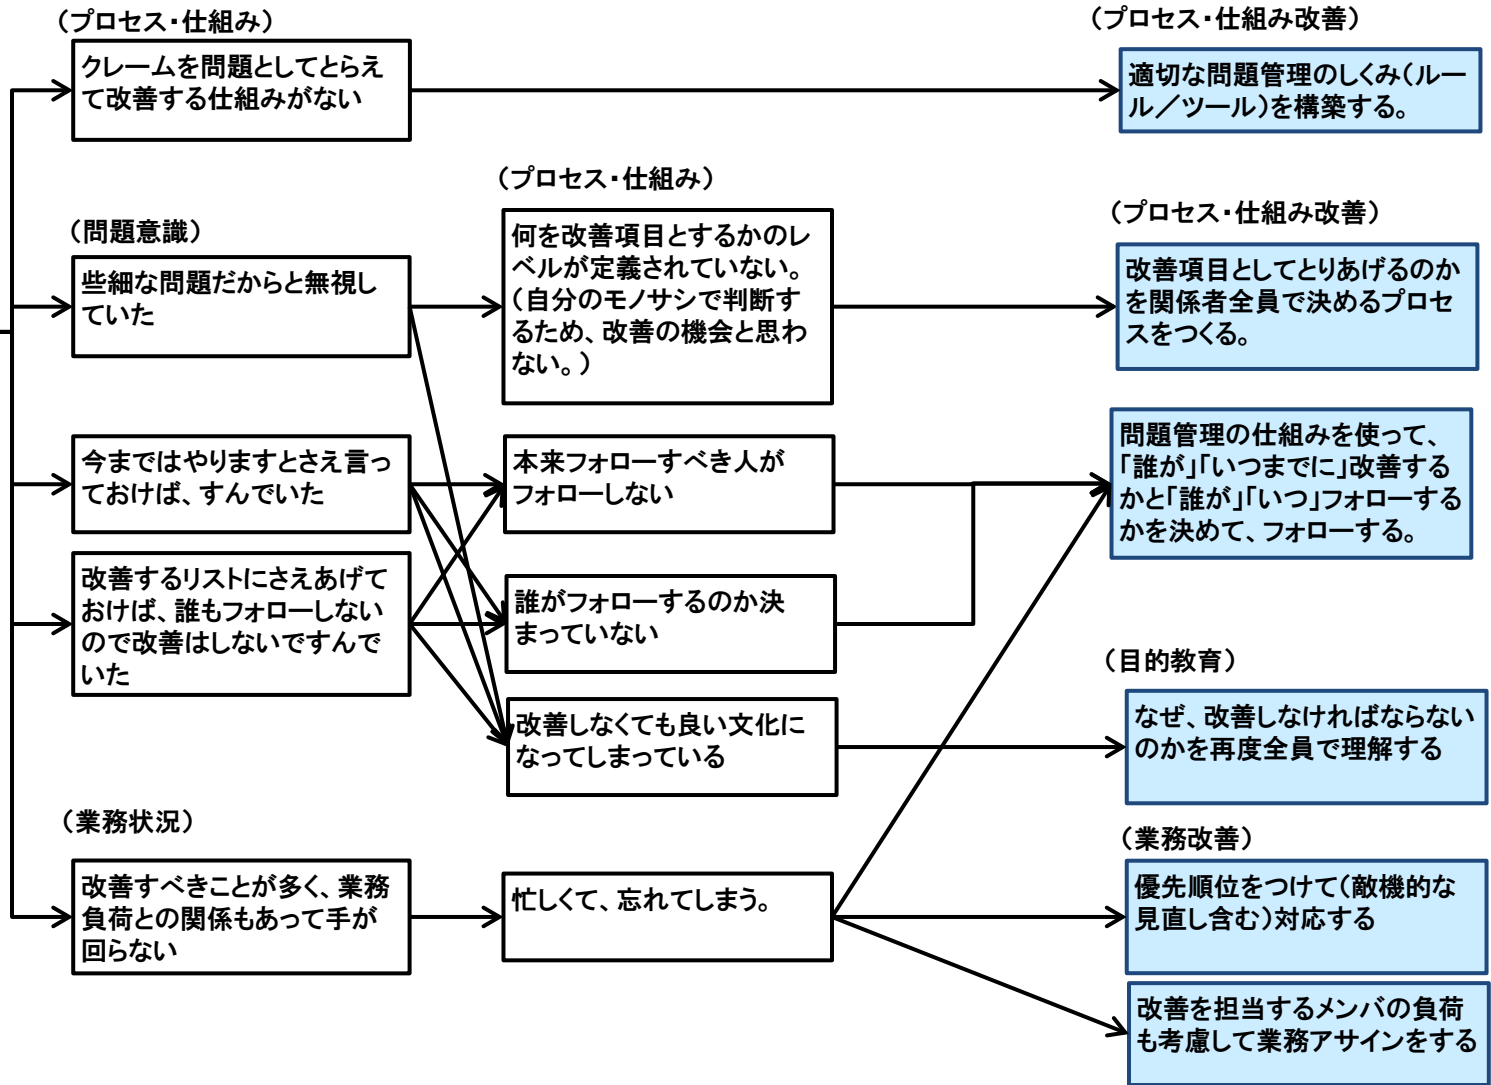 （プロセス・仕組み）
クレームを問題としてとらえ
て改善する仕組みがない
（プロセス・仕組み改善）
適切な問題管理のしくみ（ルー
ル／ツール）を構築する。
（問題意識）
些細な問題だからと無視し
ていた
（プロセス・仕組み）
何を改善項目とするかのレ
ベルが定義されていない。
（自分のモノサシで判断す
るため、改善の機会と思わ
ない。）
（プロセス・仕組み改善）
改善項目としてとりあげるのか
を関係者全員で決めるプロセ
スをつくる。
今まではやりますとさえ言っ
ておけば、すんでいた
本来フォローすべき人が
フォローしない
問題管理の仕組みを使って、
「誰が」「いつまでに」改善する
かと「誰が」「いつ」フォローする
かを決めて、フォローする。
改善するリストにさえあげて
おけば、誰もフォローしない
ので改善はしないですんで
いた
誰がフォローするのか決
まっていない
改善しなくても良い文化に
なってしまっている
（目的教育）
なぜ、改善しなければならない
のかを再度全員で理解する
（業務状況）
改善すべきことが多く、業務
負荷との関係もあって手が
回らない
忙しくて、忘れてしまう。
（業務改善）
優先順位をつけて（敵機的な
見直し含む）対応する
改善を担当するメンバの負荷
も考慮して業務アサインをする